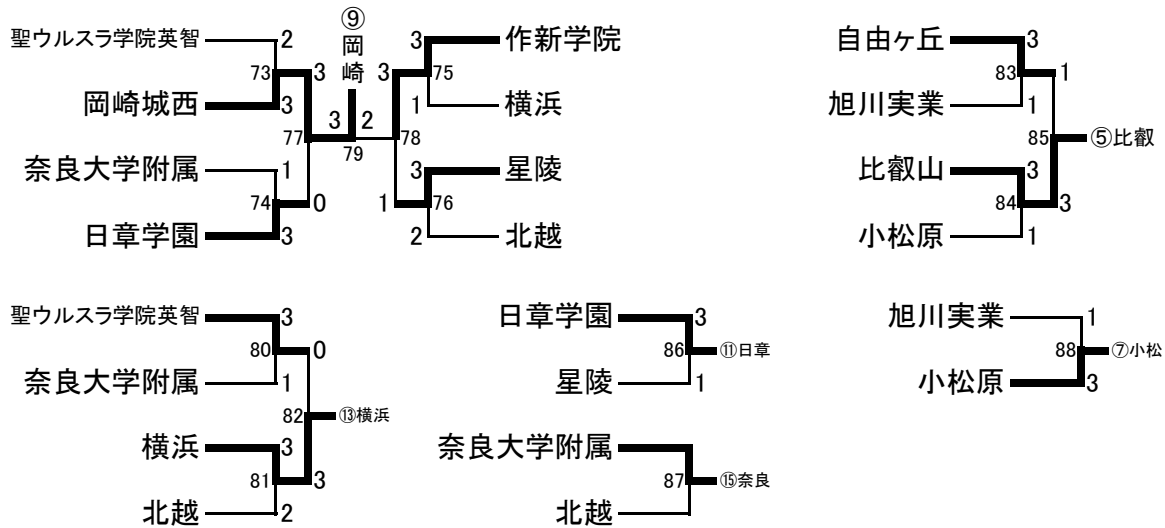 ⑨岡崎
聖ウルスラ学院英智 2
73 3
岡崎城西 3
77 3
奈良大学附属 1
74 0
日章学園 3
79
2
3 作新学院
3 75
1 横浜
78
3 星陵
1 76
2 北越
自由ヶ丘 3
83 1
旭川実業 1
85 ⑤比叡
比叡山 3
84 3
小松原 1
聖ウルスラ学院英智 3
80 0
奈良大学附属 1
82 ⑬横浜
横浜 3
81 3
北越 2
日章学園 3
86 ⑪日章
星陵 1
奈良大学附属
87 ⑮奈良
北越
旭川実業 1
88 ⑦小松
小松原 3